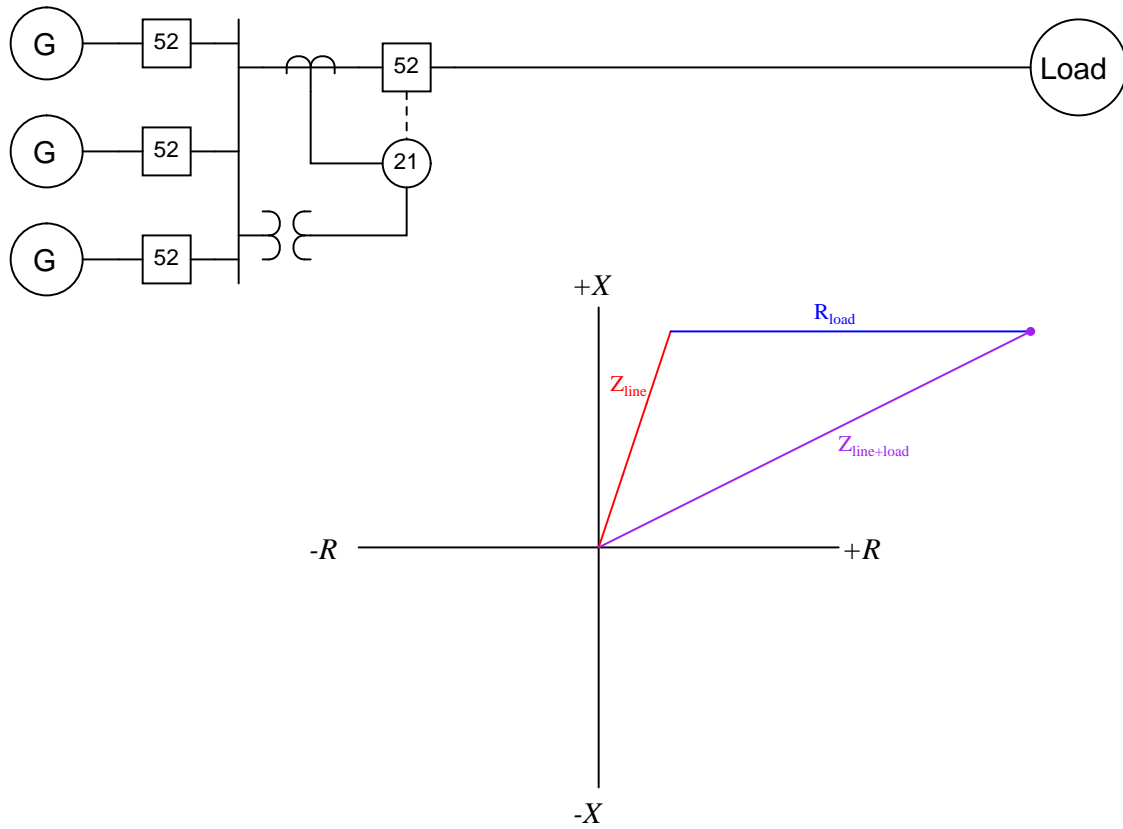 G
52
52
Load
G
52
21
G
52
+X
R_load
Z_line
Z_line+load
-R
+R
-X